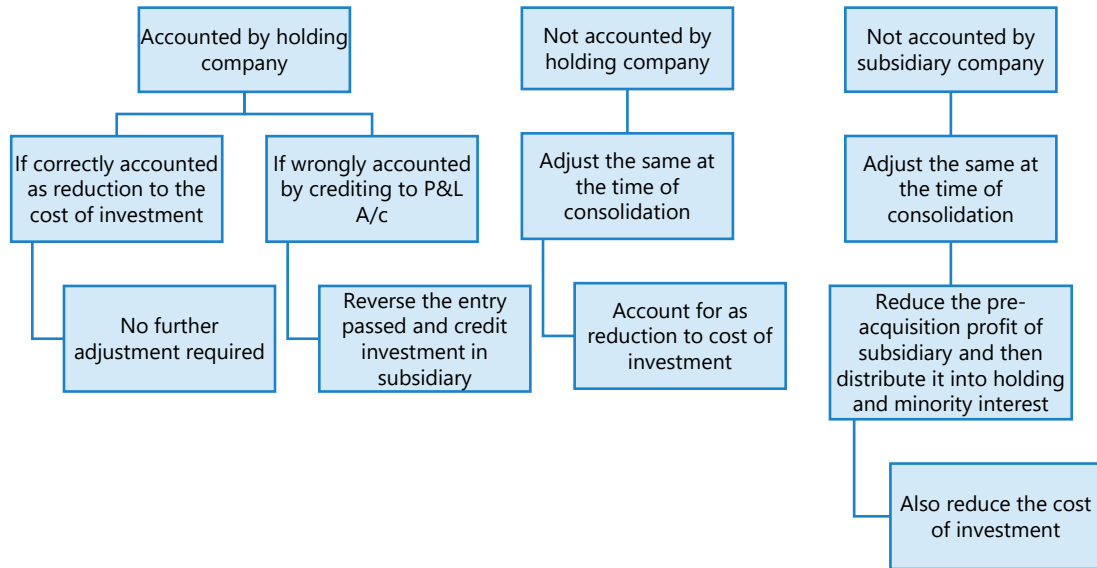 Accounted by holding
company
Not accounted by
holding company
Not accounted by
subsidiary company
If correctly accounted
as reduction to the
cost of investment
If wrongly accounted
by crediting to P&L
A/c
Adjust the same at
the time of
consolidation
Adjust the same at
the time of
consolidation
No further
adjustment required
Reverse the entry
passed and credit
investment in
subsidiary
Account for as
reduction to cost of
investment
Reduce the pre-
acquisition profit of
subsidiary and then
distribute it into holding
and minority interest
Also reduce the cost
of investment